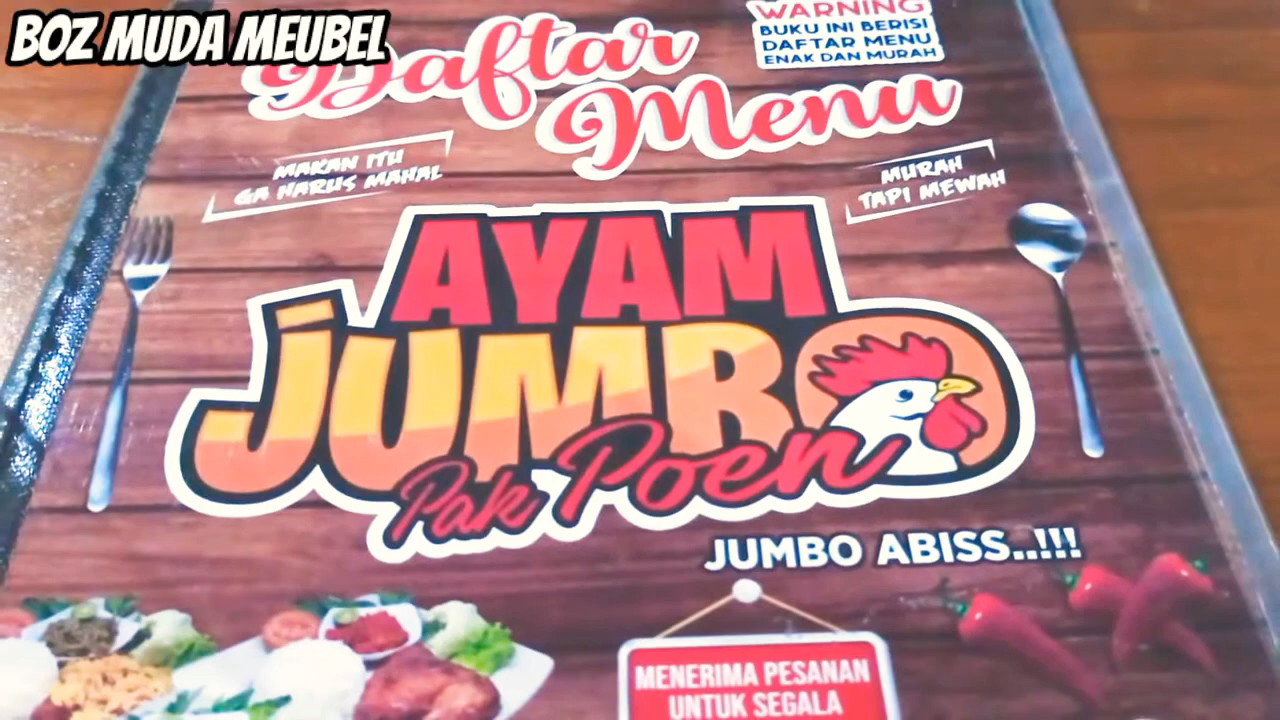 BOZ MUDA MEUBEL
WARNING
BUKU INI BERISI
DAFTAR MENU
ENAK DAN MURAH
Daftar
Menu
MAKAN ITU
GA HARUS MAHAL
MURAH
TAPI MEWAH
AYAM
JUMBO
Pak Poen
JUMBO ABISS..!!!
MENERIMA PESANAN
UNTUK SEGALA